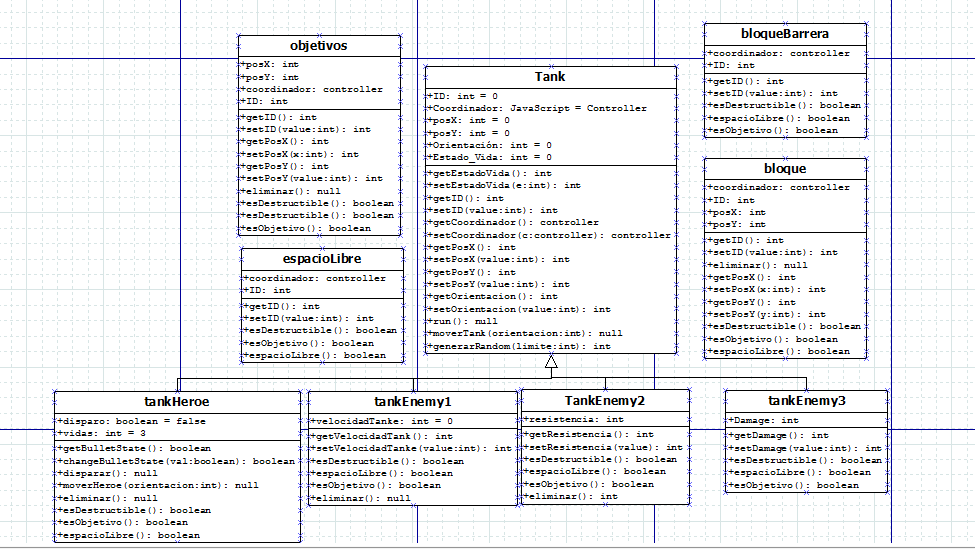 objetivos
+posX: int
+posY: int
+coordinador: controller
+ID: int
+getID(): int
+setID(value:int): int
+getPosX(): int
+setPosX(x:int): int
+getPosY(): int
+setPosY(value:int): int
+eliminar(): null
+esDestructible(): boolean
+esDestructible(): boolean
+esObjetivo(): boolean
espacioLibre
+coordinador: controller
+ID: int
+getID(): int
+setID(value:int): int
+esDestructible(): boolean
+esObjetivo(): boolean
+espacioLibre(): boolean
Tank
+ID: int = 0
+Coordinador: JavaScript = Controller
+posX: int = 0
+posY: int = 0
+Orientación: int = 0
+Estado_Vida: int = 0
+getEstadoVida(): int
+setEstadoVida(e:int): int
+getID(): int
+setID(value:int): int
+getCoordinador(): controller
+setCoordinador(c:controller): controller
+getPosX(): int
+setPosX(value:int): int
+getPosY(): int
+setPosY(value:int): int
+getOrientacion(): int
+setOrientacion(value:int): int
+run(): null
+moverTank(orientacion:int): null
+generarRandom(limite:int): int
bloqueBarrera
+coordinador: controller
+ID: int
+getID(): int
+setID(value:int): int
+esDestructible(): boolean
+espacioLibre(): boolean
+esObjetivo(): boolean
bloque
+coordinador: controller
+ID: int
+posX: int
+posY: int
+getID(): int
+setID(value:int): int
+eliminar(): null
+getPosX(): int
+setPosX(x:int): int
+getPosY(): int
+setPosY(y:int): int
+esDestructible(): boolean
+esObjetivo(): boolean
+espacioLibre(): boolean
tankHeroe
+disparo: boolean = false
+vidas: int = 3
+getBulletState(): boolean
+changeBulletState(val:boolean): boolean
+disparar(): null
+moverHeroe(orientacion:int): null
+eliminar(): null
+esDestructible(): boolean
+esObjetivo(): boolean
+espacioLibre(): boolean
tankEnemy1
+velocidadTanke: int = 0
+getVelocidadTank(): int
+setVelocidadTanke(value:int): int
+esDestructible(): boolean
+espacioLibre(): boolean
+esObjetivo(): boolean
+eliminar(): null
TankEnemy2
+resistencia: int
+getResistencia(): int
+setResistencia(value): int
+esDestructible(): boolean
+espacioLibre(): boolean
+esObjetivo(): boolean
+eliminar(): int
tankEnemy3
+Damage: int
+getDamage(): int
+setDamage(value:int): int
+esDestructible(): boolean
+espacioLibre(): boolean
+esObjetivo(): boolean